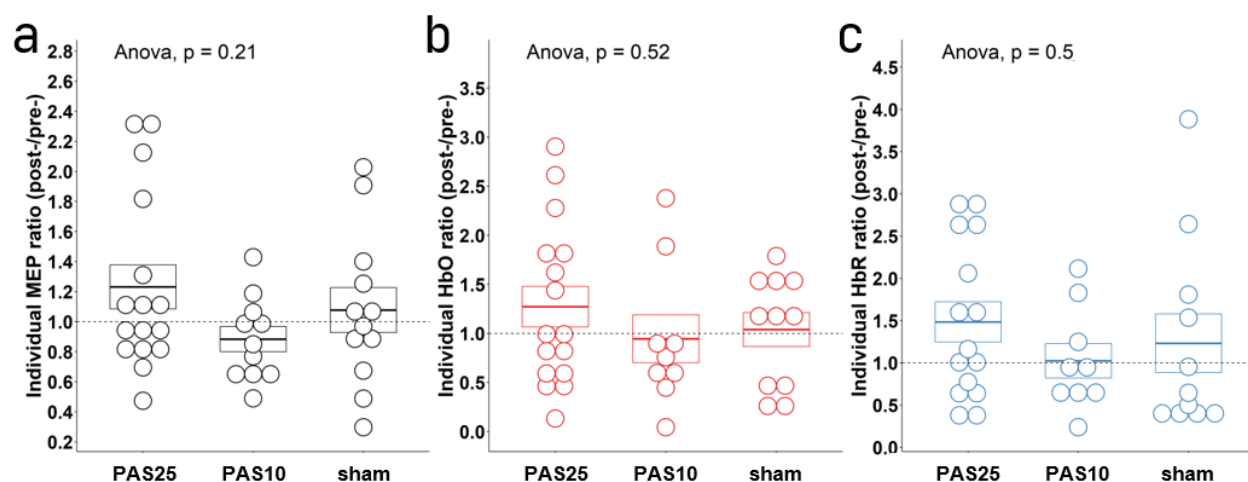 a
Anova, p = 0.21
Individual MEP ratio (post-/pre-)
2.8
2.6
2.4
2.2
2.0
1.8
1.6
1.4
1.2
1.0
0.8
0.6
0.4
0.2
PAS25 PAS10 sham
b
Anova, p = 0.52
Individual HbO ratio (post-/pre-)
3.5
3.0
2.5
2.0
1.5
1.0
0.5
0.0
PAS25 PAS10 sham
c
Anova, p = 0.5
Individual HbR ratio (post-/pre-)
4.5
4.0
3.5
3.0
2.5
2.0
1.5
1.0
0.5
0.0
PAS25 PAS10 sham